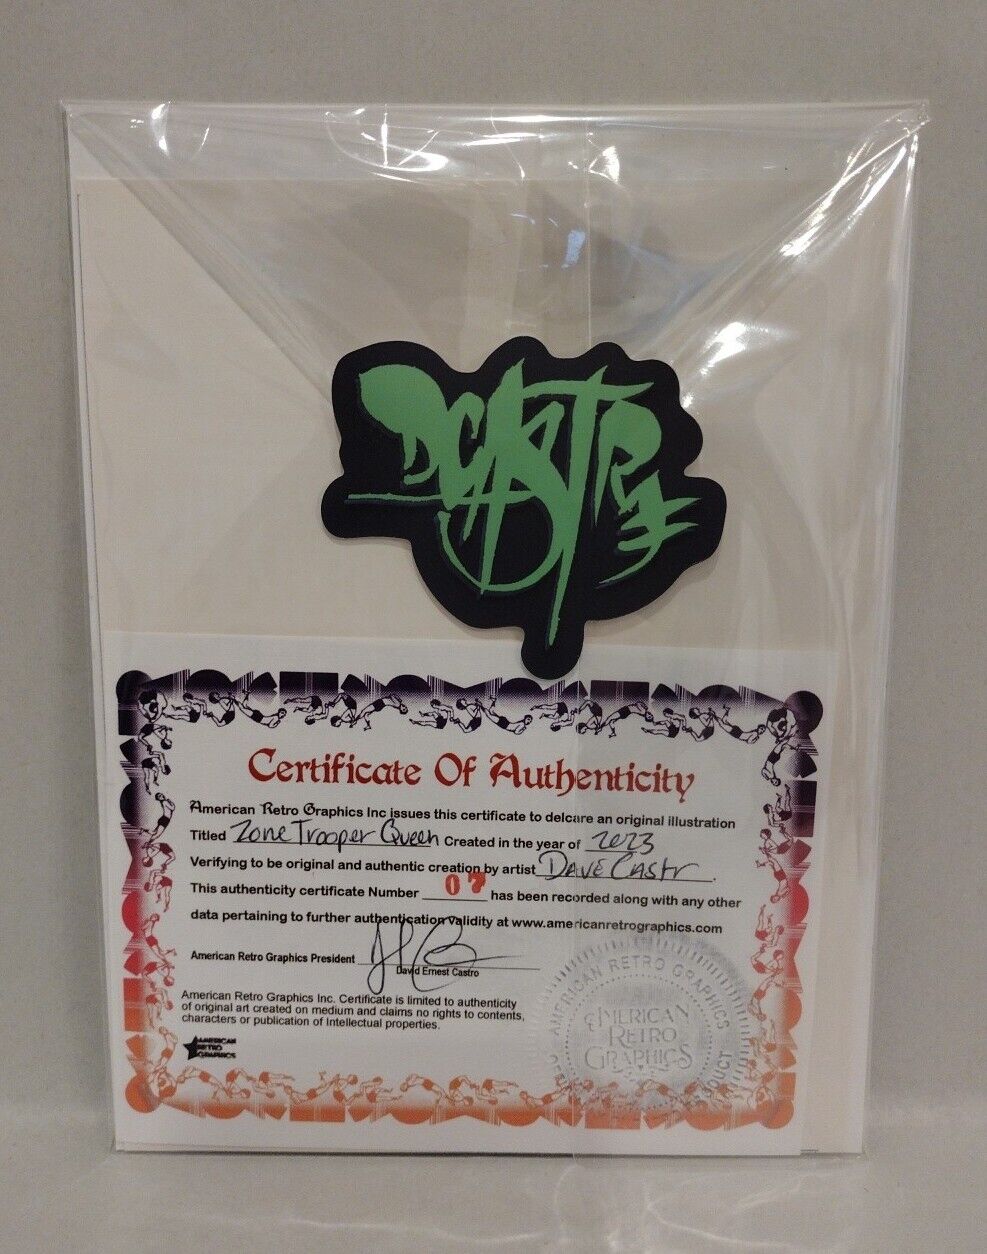 DCASTR
Certificate Of Authenticity
American Retro Graphics Inc issues this certificate to delcare an original illustration
Titled Zone Trooper Queen Created in the year of 2023
Verifying to be original and authentic creation by artist Dave Castr.
This authenticity certificate Number 07 has been recorded along with any other
data pertaining to further authentication validity at www.americanretrographics.com
American Retro Graphics President
David Ernest Castro
American Retro Graphics Inc. Certificate is limited to authenticity
of original art created on medium and claims no rights to contents,
characters or publication of Intellectual properties.
AMERICAN
RETRO
GRAPHICS
AMERICAN RETRO GRAPHICS
AMERICAN
RETRO
GRAPHICS
PRODUCT